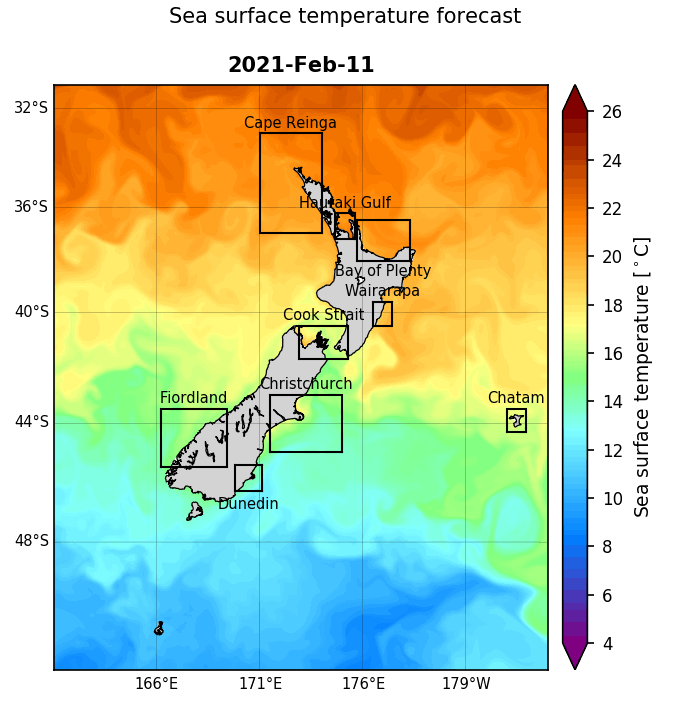 Sea surface temperature forecast
2021-Feb-11
32°S
36°S
40°S
44°S
48°S
166°E
171°E
176°E
179°W
Cape Reinga
Hauraki Gulf
Bay of Plenty
Wairarapa
Cook Strait
Christchurch
Fiordland
Chatam
Dunedin
26
24
22
20
18
16
14
12
10
8
6
4
Sea surface temperature [°C]